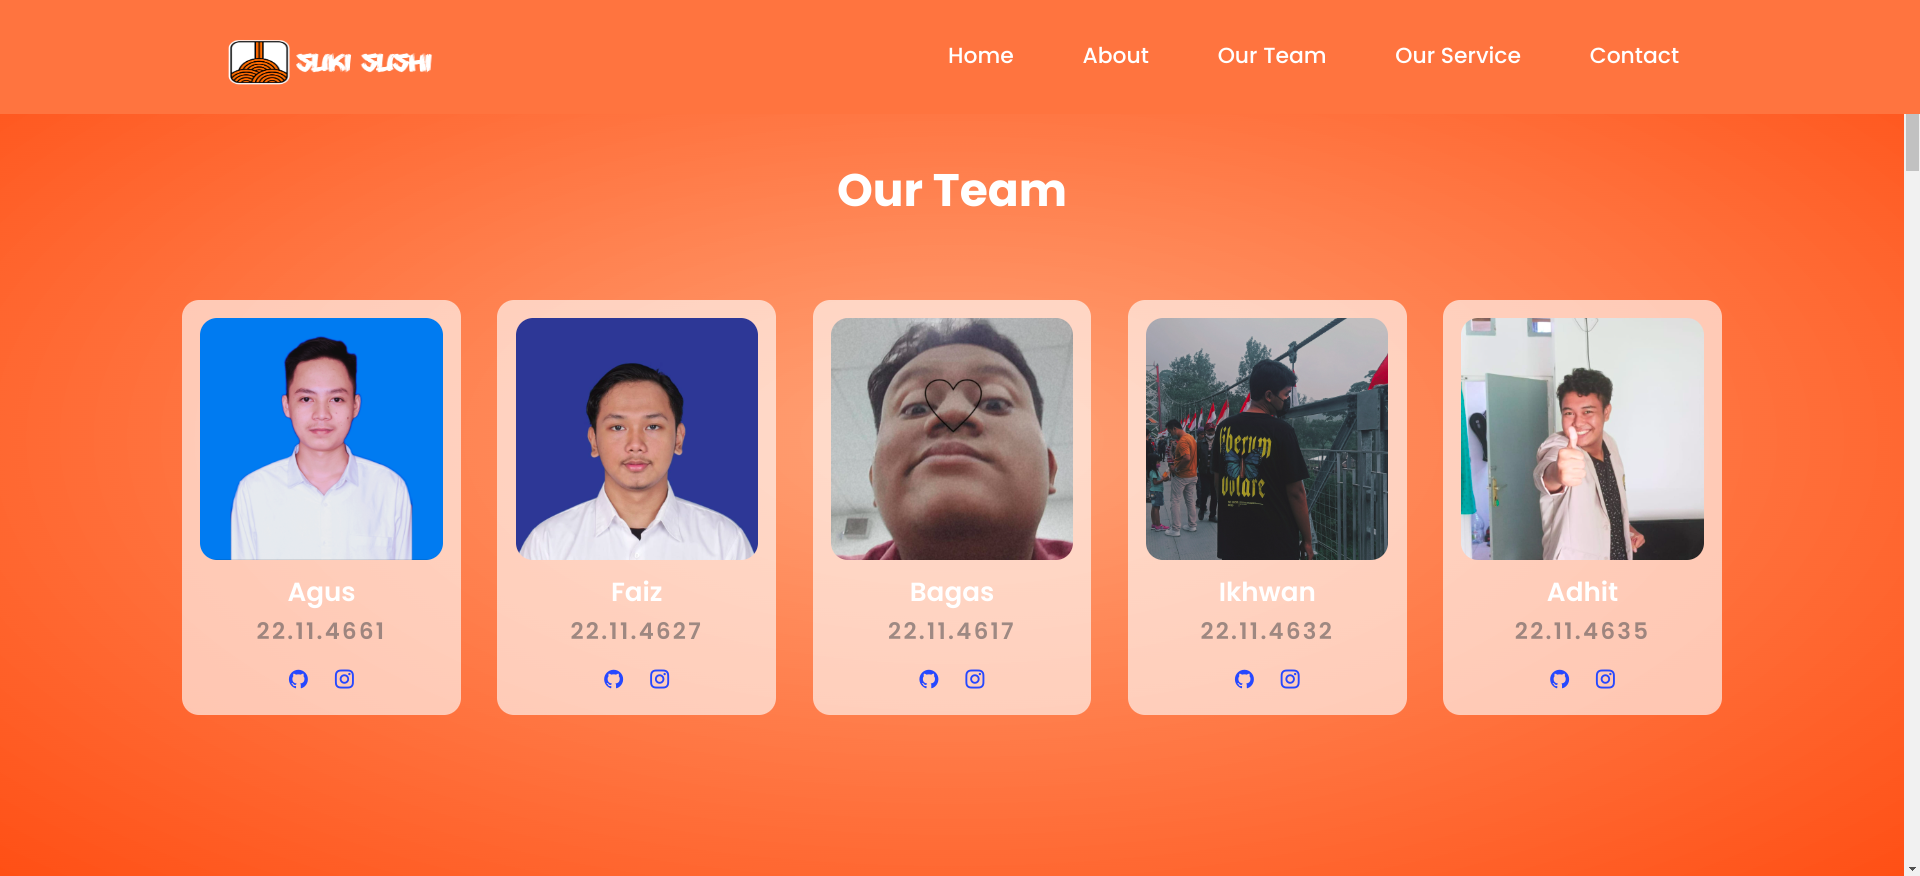 SUKI SUSHI
Home About Our Team Our Service Contact
Our Team
Agus
22.11.4661
Faiz
22.11.4627
Bagas
22.11.4617
Ikhwan
22.11.4632
Adhit
22.11.4635
Liberum
Volare